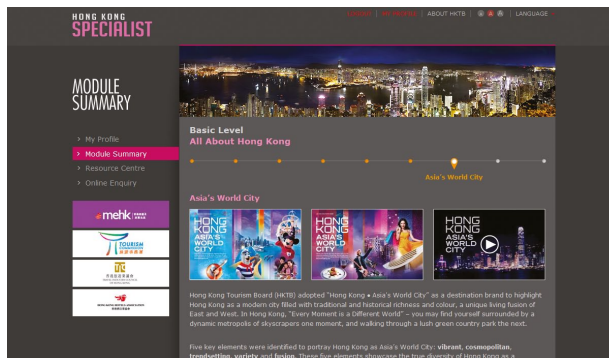 HONG KONG
SPECIALIST
ABOUT HKTB
LANGUAGE
MODULE
SUMMARY
> My Profile
> Module Summary
> Resource Centre
> Online Enquiry
mehk
TOURISM
Basic Level
All About Hong Kong
Asia's World City
Asia's World City
HONG
KONG
ASIA'S
WORLD
CITY
HONG
KONG
ASIA'S
WORLD
CITY
HONG
KONG
ASIA'S
WORLD
CITY
Hong Kong Tourism Board (HKTB) adopted "Hong Kong • Asia's World City" as a destination brand to highlight
Hong Kong as a modern city filled with traditional and historical richness and colour, a unique living fusion of
East and West. In Hong Kong, "Every Moment is a Different World" – you may find yourself surrounded by a
dynamic metropolis of skyscrapers one moment, and walking through a lush green country park the next.
Five key elements were identified to portray Hong Kong as Asia's World City: vibrant, cosmopolitan,
trendsetting, variety and fusion. These five elements showcase the true diversity of Hong Kong as a